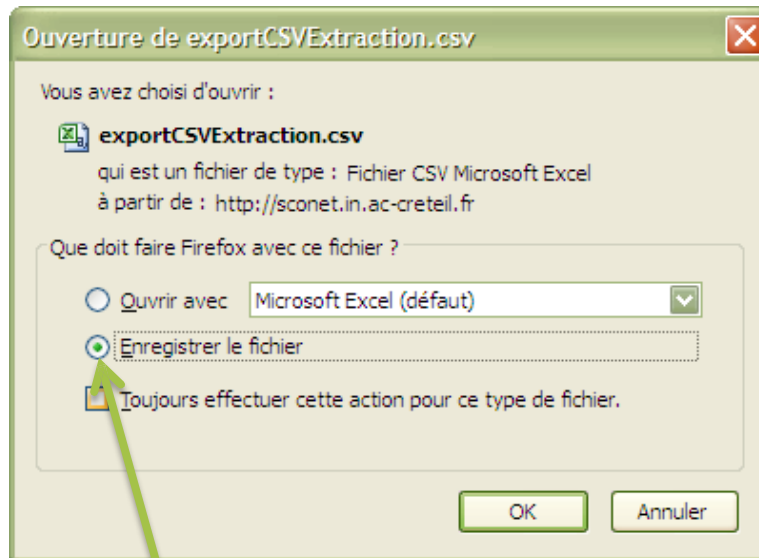 Ouverture de exportCSVExtraction.csv
Vous avez choisi d'ouvrir :
exportCSVExtraction.csv
qui est un fichier de type : Fichier CSV Microsoft Excel
à partir de : http://sconet.in.ac-creteil.fr
Que doit faire Firefox avec ce fichier ?
Ouvrir avec Microsoft Excel (défaut)
Enregistrer le fichier
Toujours effectuer cette action pour ce type de fichier.
OK Annuler